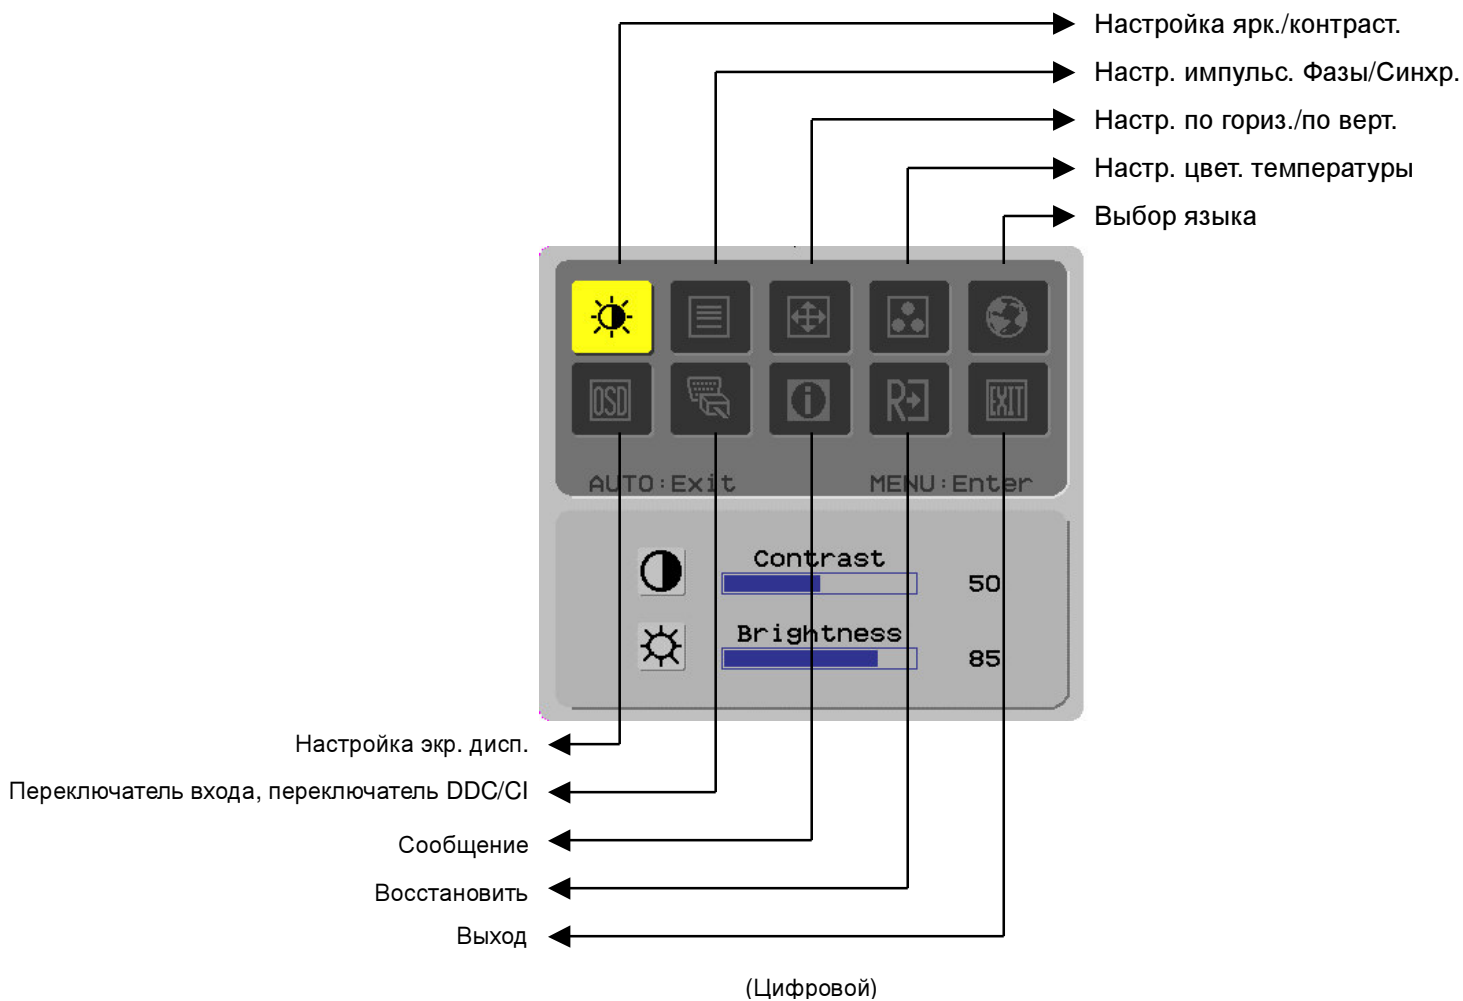 Настройка ярк./контраст.
Настр. импульс. Фазы/Синхр.
Настр. по гориз./по верт.
Настр. цвет. температуры
Выбор языка
OSD
i
R
EXIT
AUTO:Exit MENU:Enter
Contrast
50
Brightness
85
Настройка экр. дисп.
Переключатель входа, переключатель DDC/CI
Сообщение
Восстановить
Выход
(Цифровой)